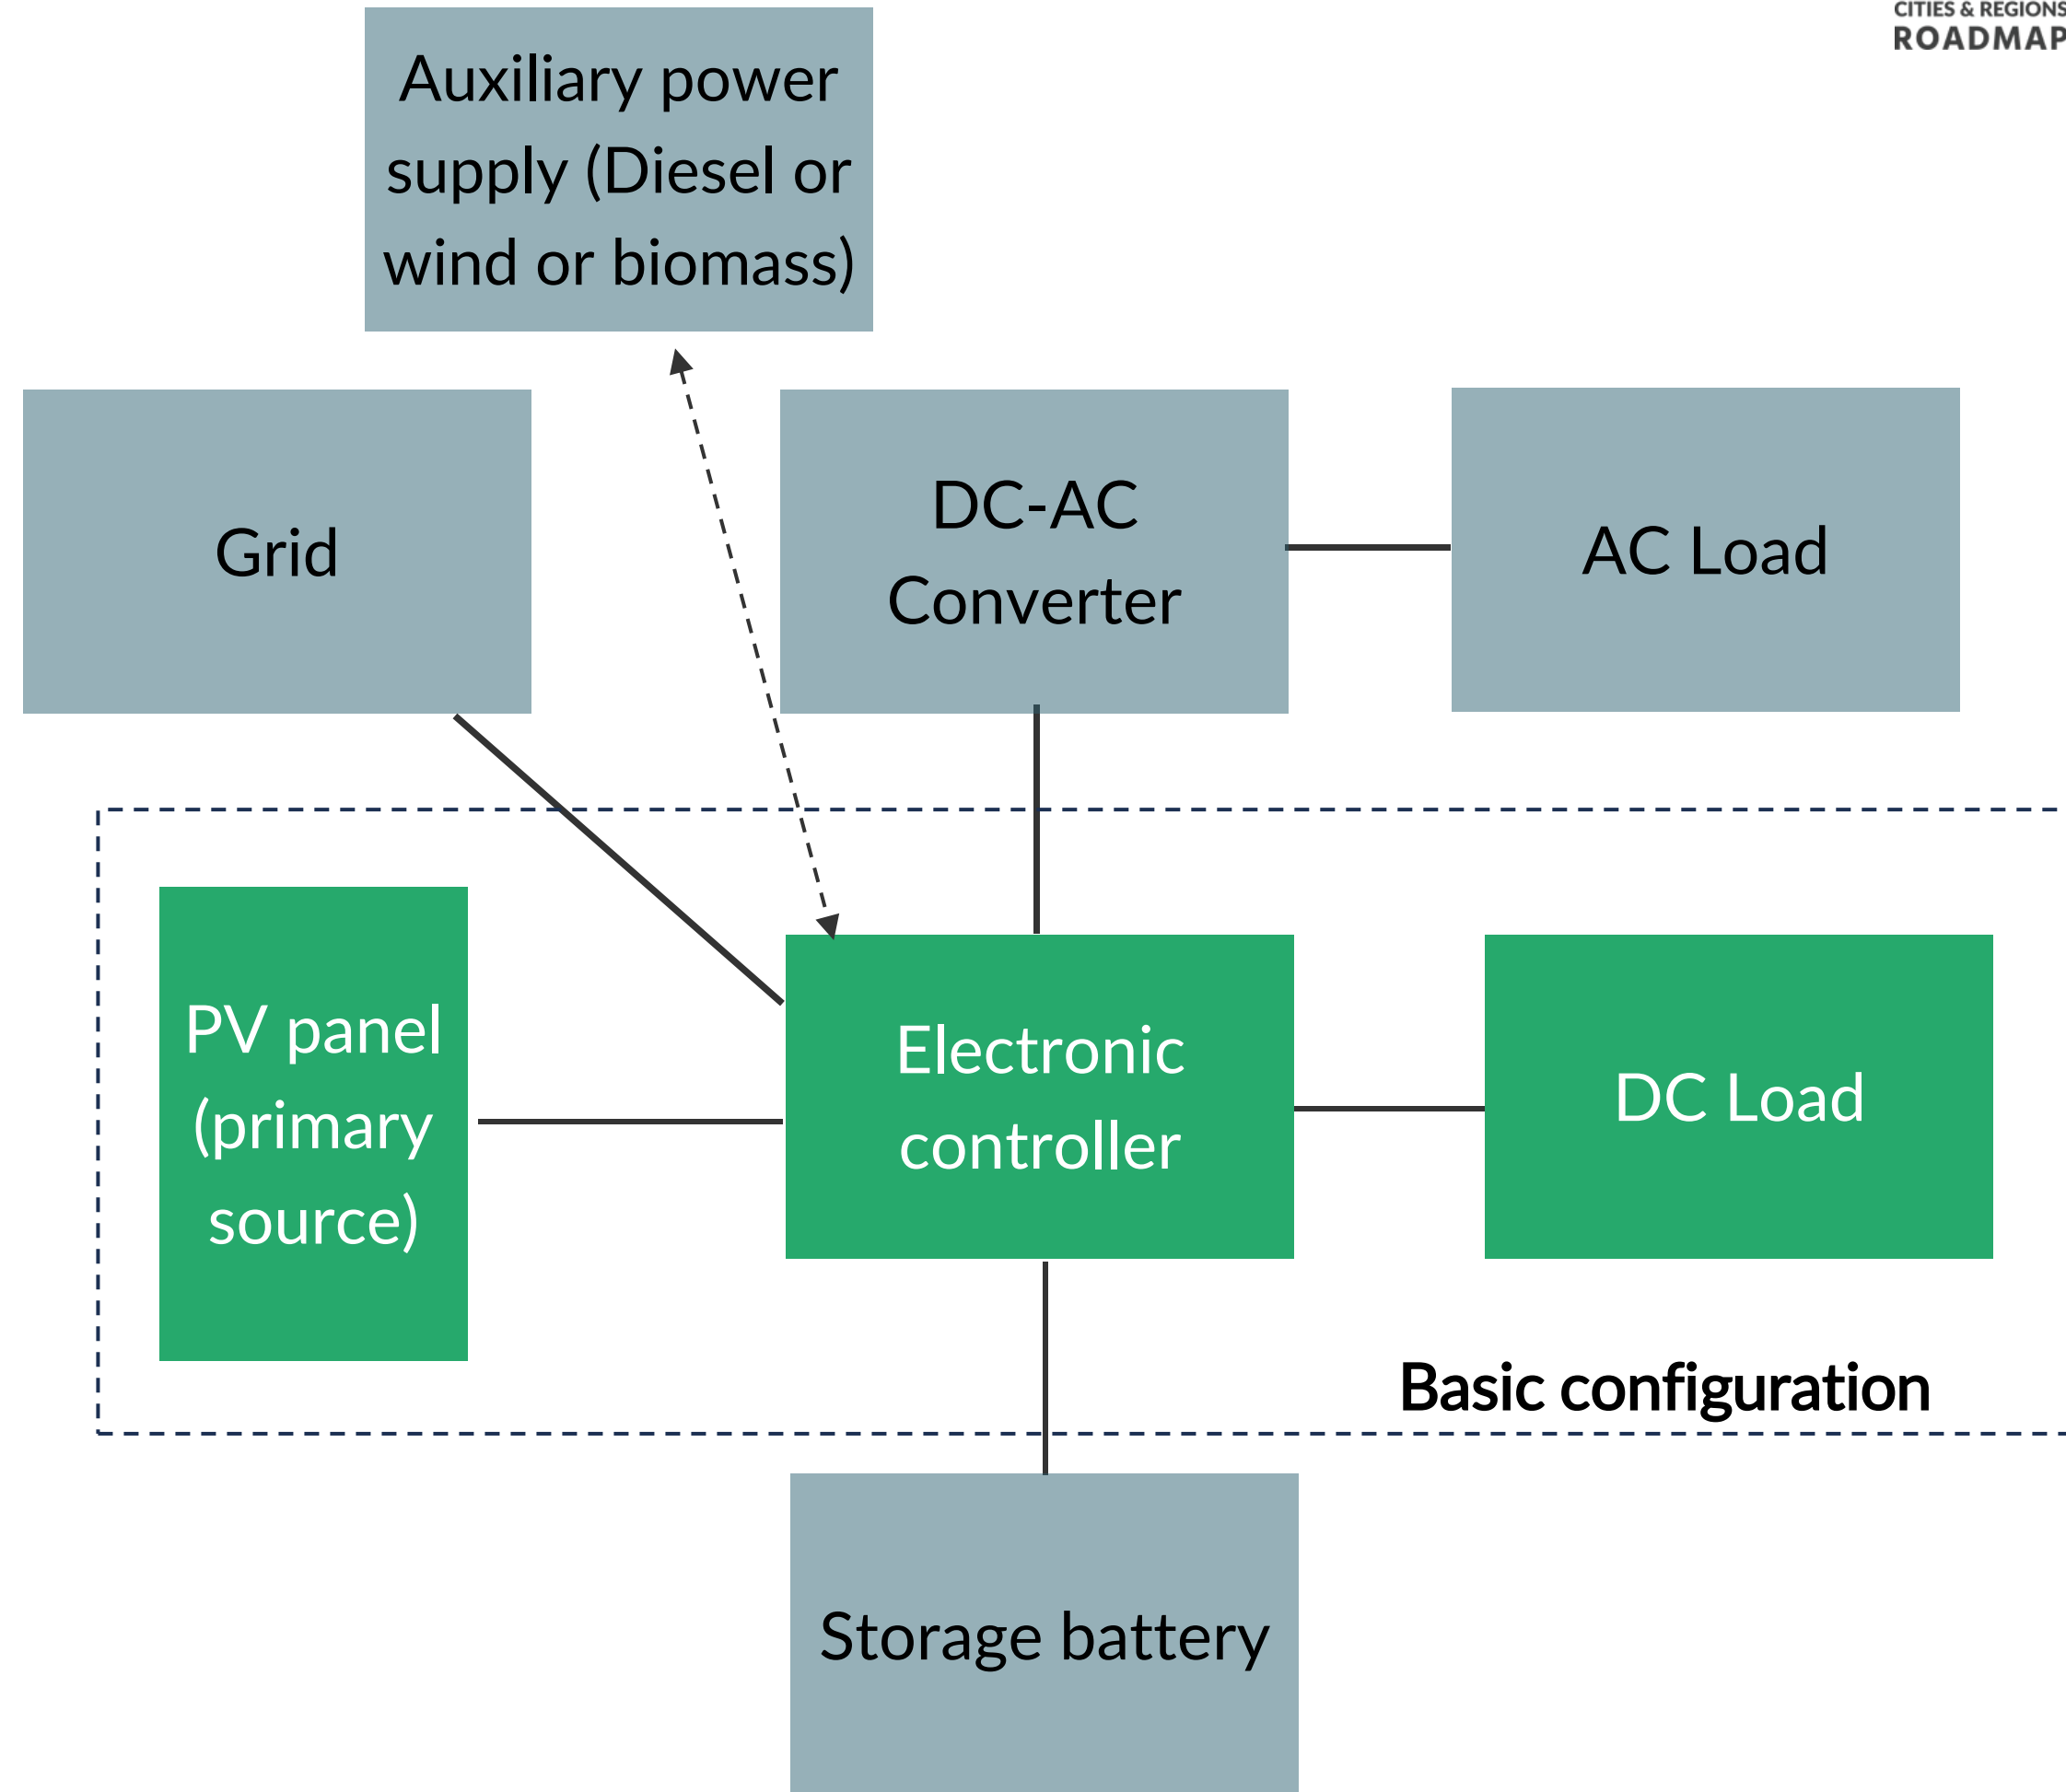 CITIES & REGIONS
ROADMAP
Auxiliary power
supply (Diesel or
wind or biomass)
Grid
DC-AC
Converter
AC Load
PV panel
(primary
source)
Electronic
controller
DC Load
Basic configuration
Storage battery